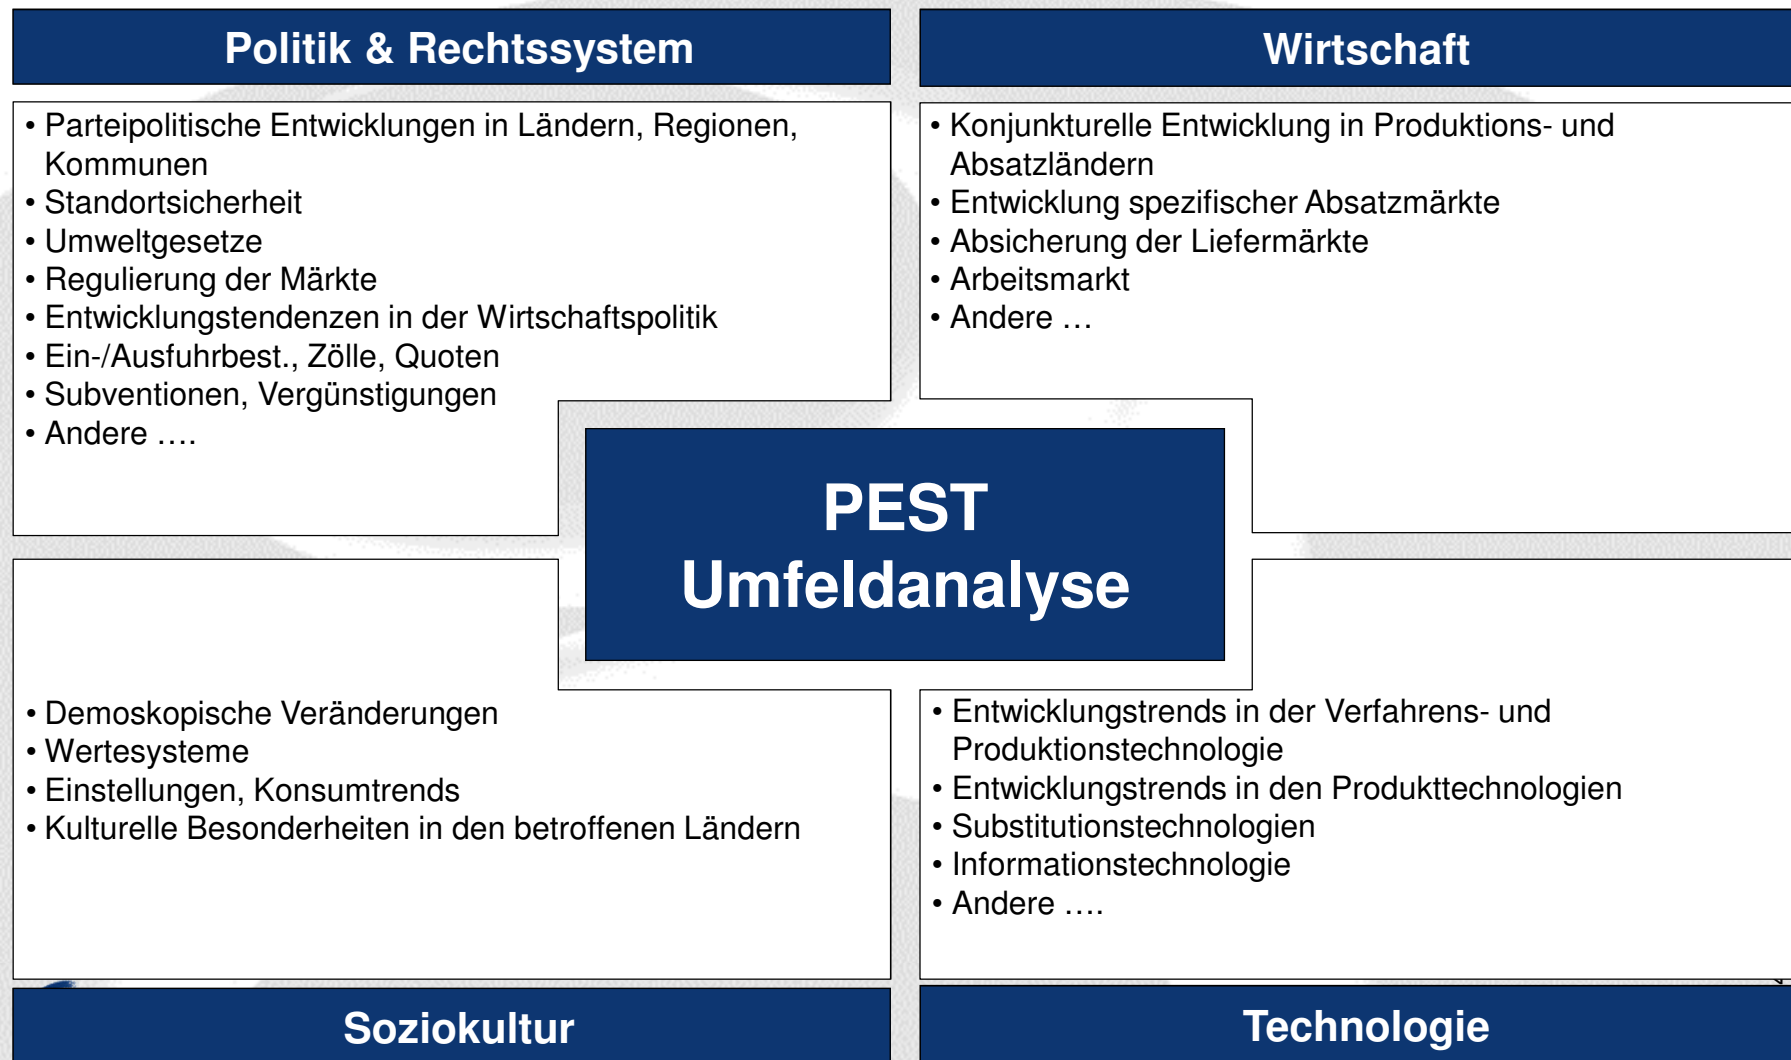 Politik & Rechtssystem
• Parteipolitische Entwicklungen in Ländern, Regionen,
Kommunen
• Standortsicherheit
• Umweltgesetze
• Regulierung der Märkte
• Entwicklungstendenzen in der Wirtschaftspolitik
• Ein-/Ausfuhrbest., Zölle, Quoten
• Subventionen, Vergünstigungen
• Andere ….
Wirtschaft
• Konjunkturelle Entwicklung in Produktions- und
Absatzländern
• Entwicklung spezifischer Absatzmärkte
• Absicherung der Liefermärkte
• Arbeitsmarkt
• Andere …
PEST
Umfeldanalyse
• Demoskopische Veränderungen
• Wertesysteme
• Einstellungen, Konsumtrends
• Kulturelle Besonderheiten in den betroffenen Ländern
Soziokultur
• Entwicklungstrends in der Verfahrens- und
Produktionstechnologie
• Entwicklungstrends in den Produkttechnologien
• Substitutionstechnologien
• Informationstechnologie
• Andere ….
Technologie